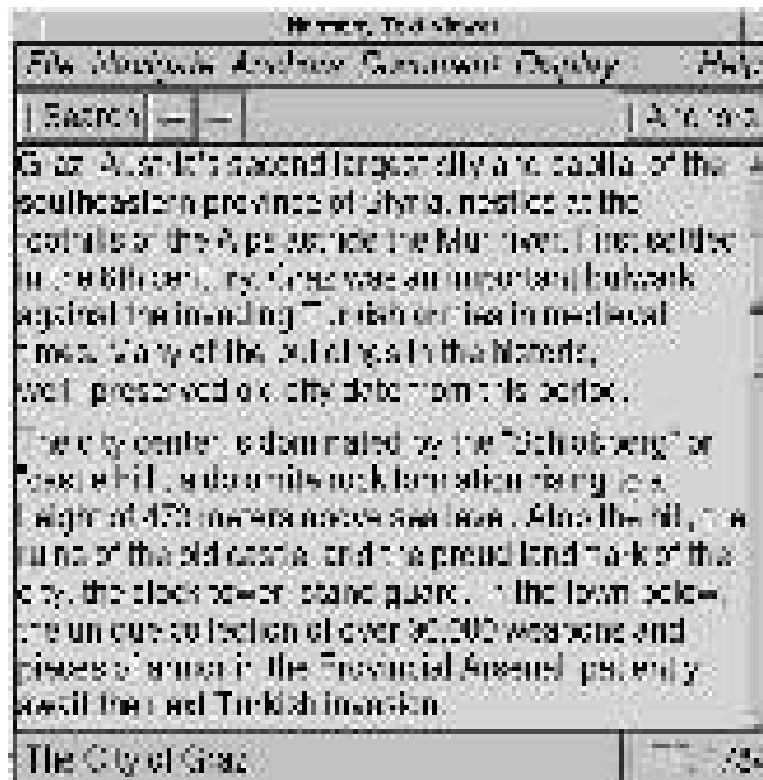 Text Viewer
File Navigate Document Display Help
Search
Graz, Austria's second largest city and capital of the
southeastern province of Styria, nestles at the
foothills of the Alps astride the Mur river. First settled
in the 6th century, Graz was an important bulwark
against the invading Turkish armies in medieval
times. Many of the buildings in the historic,
well preserved old city date from this period.
The city center is dominated by the "Schlossberg" or
"castle hill", a dolomite rock formation rising to a
height of 473 meters above sea level. Atop the hill, the
ruins of the old castle and the proud landmark of the
city, the clock tower, stand guard. In the town below,
the unique collection of over 30,000 weapons and
pieces of armor in the Provincial Arsenal patiently
await the next Turkish invasion.
The City of Graz